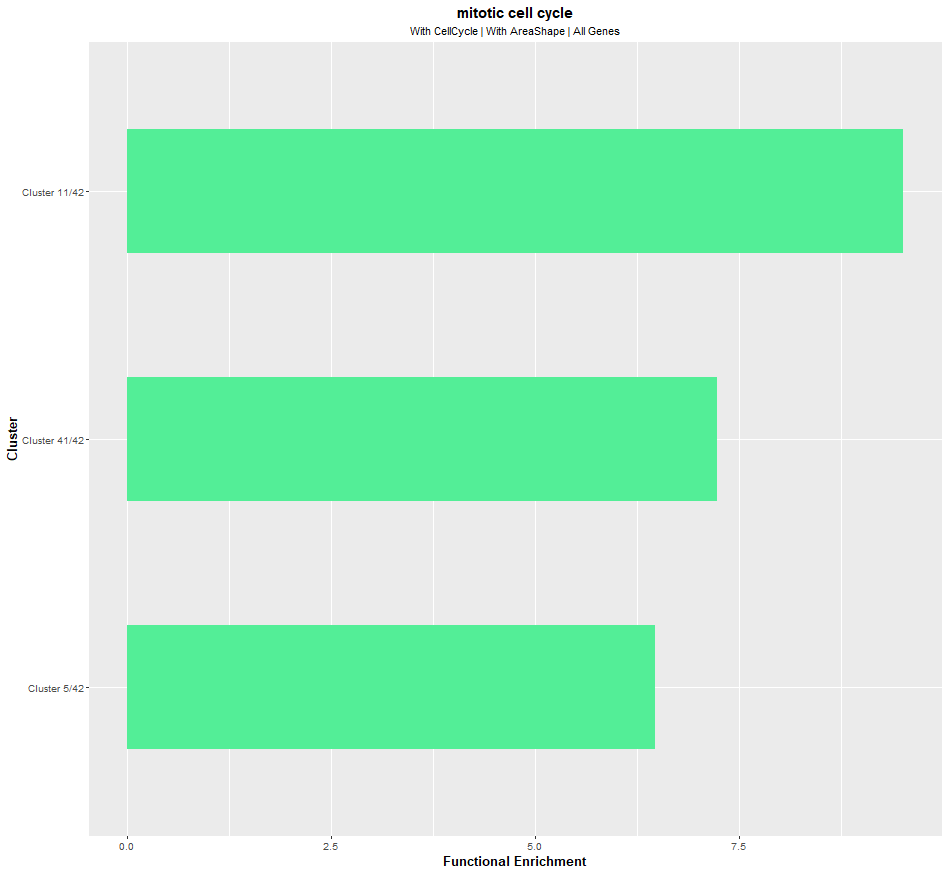 mitotic cell cycle
With CellCycle | With AreaShape | All Genes
Cluster
Cluster 11/42
Cluster 41/42
Cluster 5/42
0.0 2.5 5.0 7.5
Functional Enrichment